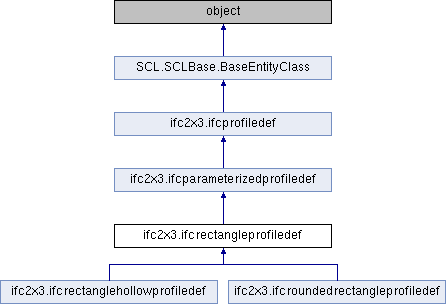 object
SCL.SCLBase.BaseEntityClass
ifc2x3.ifcprofiledef
ifc2x3.ifcparameterizedprofiledef
ifc2x3.ifcrectangleprofiledef
ifc2x3.ifcrectanglehollowprofiledef
ifc2x3.ifcroundedrectangleprofiledef